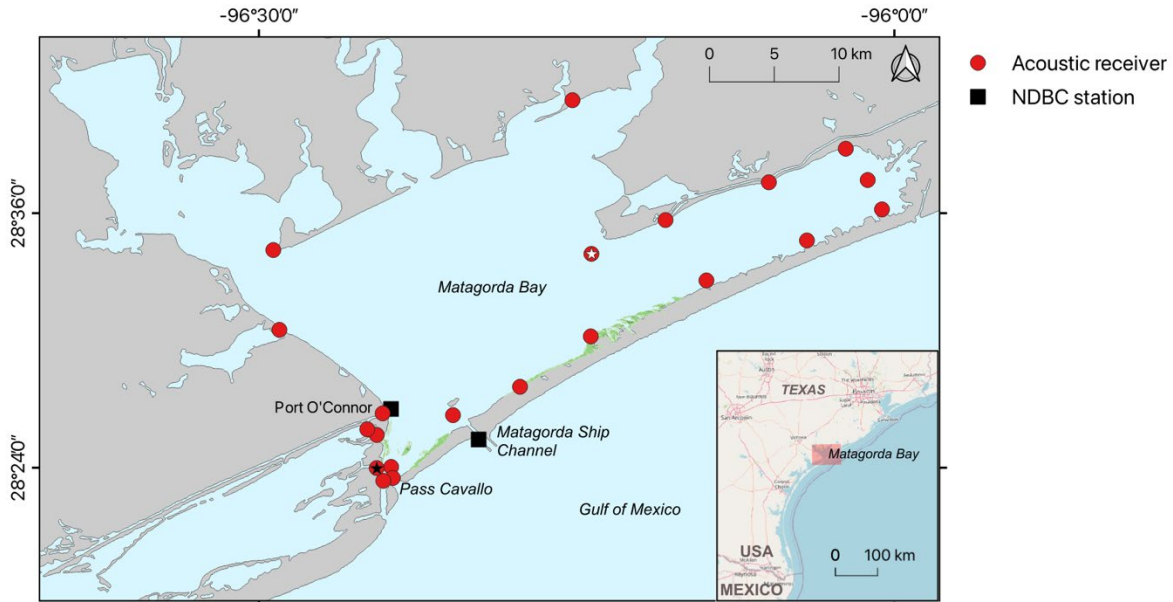 -96°30′0″
-96°0′0″
0 5 10 km
Acoustic receiver
NDBC station
28°36′0″
Matagorda Bay
Port O'Connor
Matagorda Ship
Channel
28°24′0″
Pass Cavallo
Gulf of Mexico
TEXAS
Matagorda Bay
USA
0 100 km
MEXICO